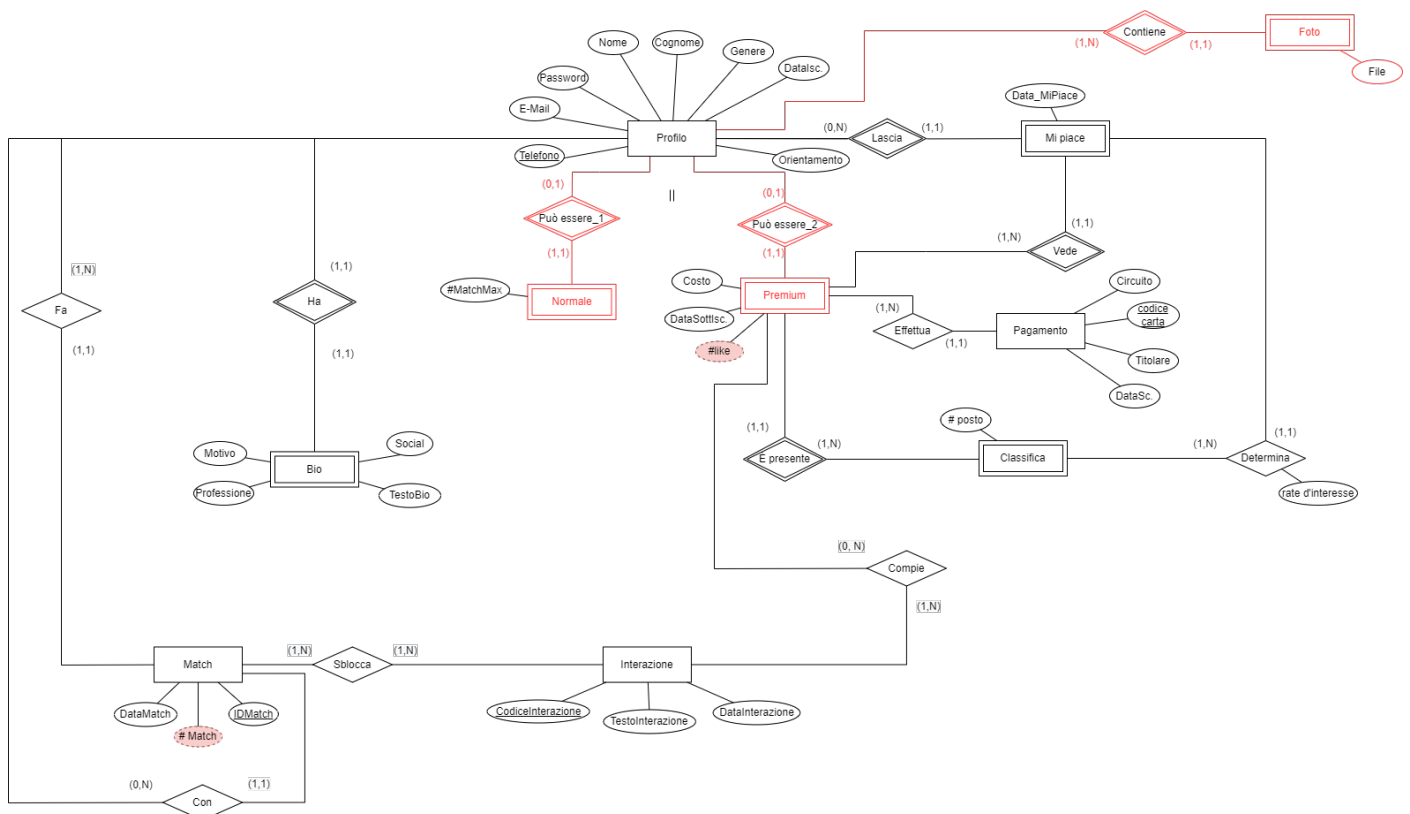 Contiene
Foto
(1,N)
(1,1)
File
Nome
Cognome
Genere
DataIsc.
Password
E-Mail
Telefono
Profilo
Orientamento
(0,N)
Lascia
(1,1)
Data_MiPiace
Mi piace
(0,1)
Può essere_1
(1,1)
||
(0,1)
Può essere_2
(1,1)
(1,1)
(1,N)
Vede
#MatchMax
Normale
Costo
Premium
DataSottIsc.
#like
(1,N)
Effettua
(1,1)
Pagamento
Circuito
codice
carta
Titolare
DataSc.
(1,N)
Fa
(1,1)
(1,1)
Ha
(1,1)
Motivo
Social
Bio
Professione
TestoBio
(1,1)
E presente
(1,N)
# posto
Classifica
(1,N)
(1,1)
Determina
rate d'interesse
(0, N)
Compie
(1,N)
Match
(1,N)
Sblocca
(1,N)
Interazione
DataMatch
# Match
IDMatch
CodiceInterazione
TestoInterazione
DataInterazione
(0,N)
Con
(1,1)